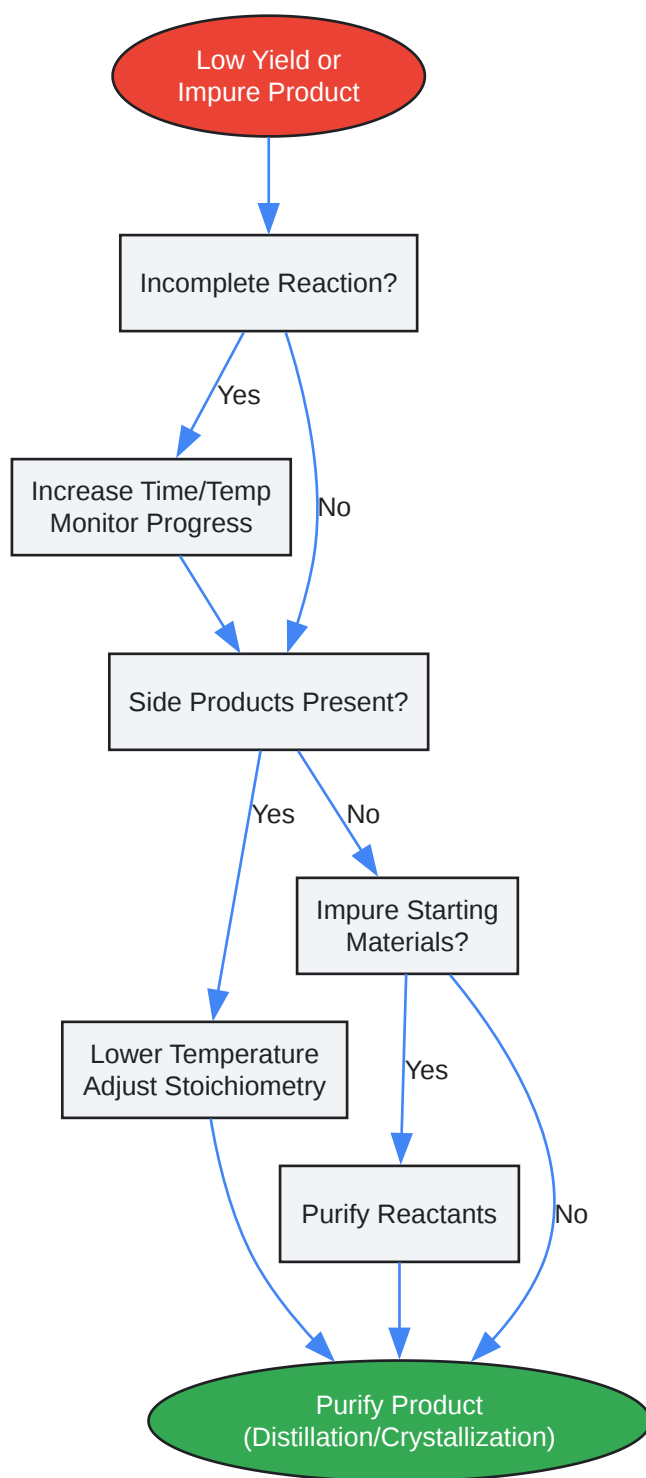 Low Yield or
Impure Product
Incomplete Reaction?
Yes
Increase Time/Temp
Monitor Progress
No
Side Products Present?
Yes
No
Impure Starting
Materials?
Lower Temperature
Adjust Stoichiometry
Yes
Purify Reactants
No
Purify Product
(Distillation/Crystallization)